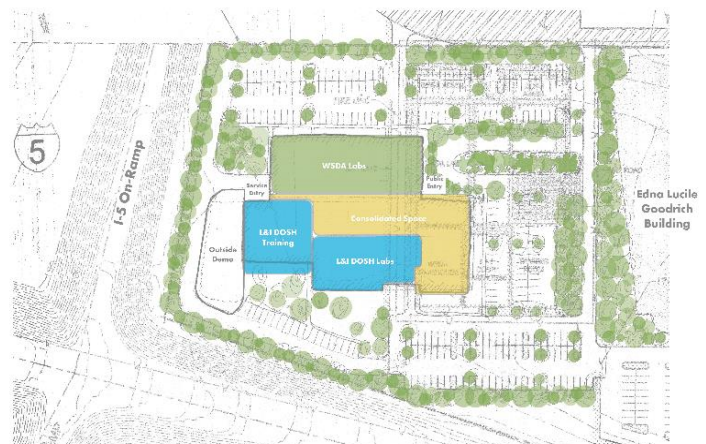 5
I-5 On-Ramp
WSDA Labs
Service
Entry
Public
Entry
Consolidated Space
L&I DOSH
Training
L&I DOSH Labs
Outside
Demo
Edna Lucile
Goodrich
Building